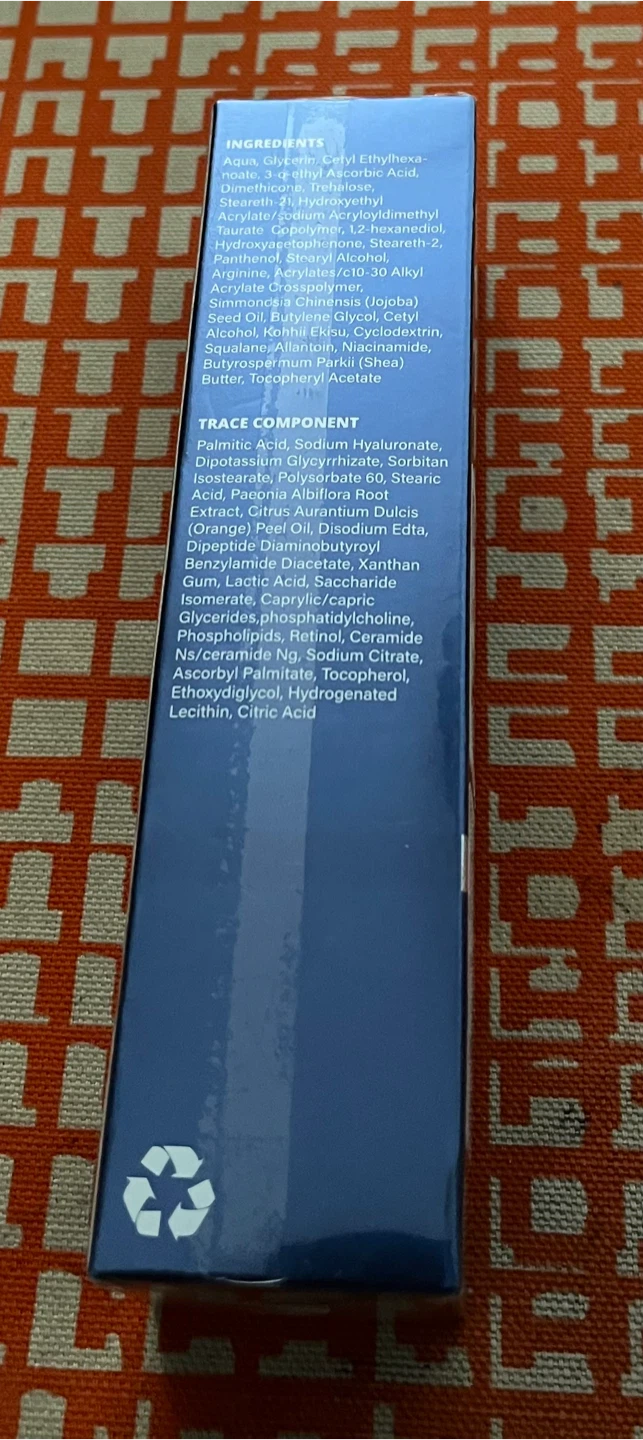 INGREDIENTS
Aqua, Glycerin, Cetyl Ethylhexa-
noate, 3-o-ethyl Ascorbic Acid,
Dimethicone, Trehalose,
Steareth-21, Hydroxyethyl
Acrylate/sodium Acryloyldimethyl
Taurate Copolymer, 1,2-hexanediol,
Hydroxyacetophenone, Steareth-2,
Panthenol, Stearyl Alcohol,
Arginine, Acrylates/c10-30 Alkyl
Acrylate Crosspolymer,
Simmondsia Chinensis (Jojoba)
Seed Oil, Butylene Glycol, Cetyl
Alcohol, Kohhii Ekisu, Cyclodextrin,
Squalane, Allantoin, Niacinamide,
Butyrospermum Parkii (Shea)
Butter, Tocopheryl Acetate
TRACE COMPONENT
Palmitic Acid, Sodium Hyaluronate,
Dipotassium Glycyrrhizate, Sorbitan
Isostearate, Polysorbate 60, Stearic
Acid, Paeonia Albiflora Root
Extract, Citrus Aurantium Dulcis
(Orange) Peel Oil, Disodium Edta,
Dipeptide Diaminobutyroyl
Benzylamide Diacetate, Xanthan
Gum, Lactic Acid, Saccharide
Isomerate, Caprylic/capric
Glycerides,phosphatidylcholine,
Phospholipids, Retinol, Ceramide
Ns/ceramide Ng, Sodium Citrate,
Ascorbyl Palmitate, Tocopherol,
Ethoxydiglycol, Hydrogenated
Lecithin, Citric Acid